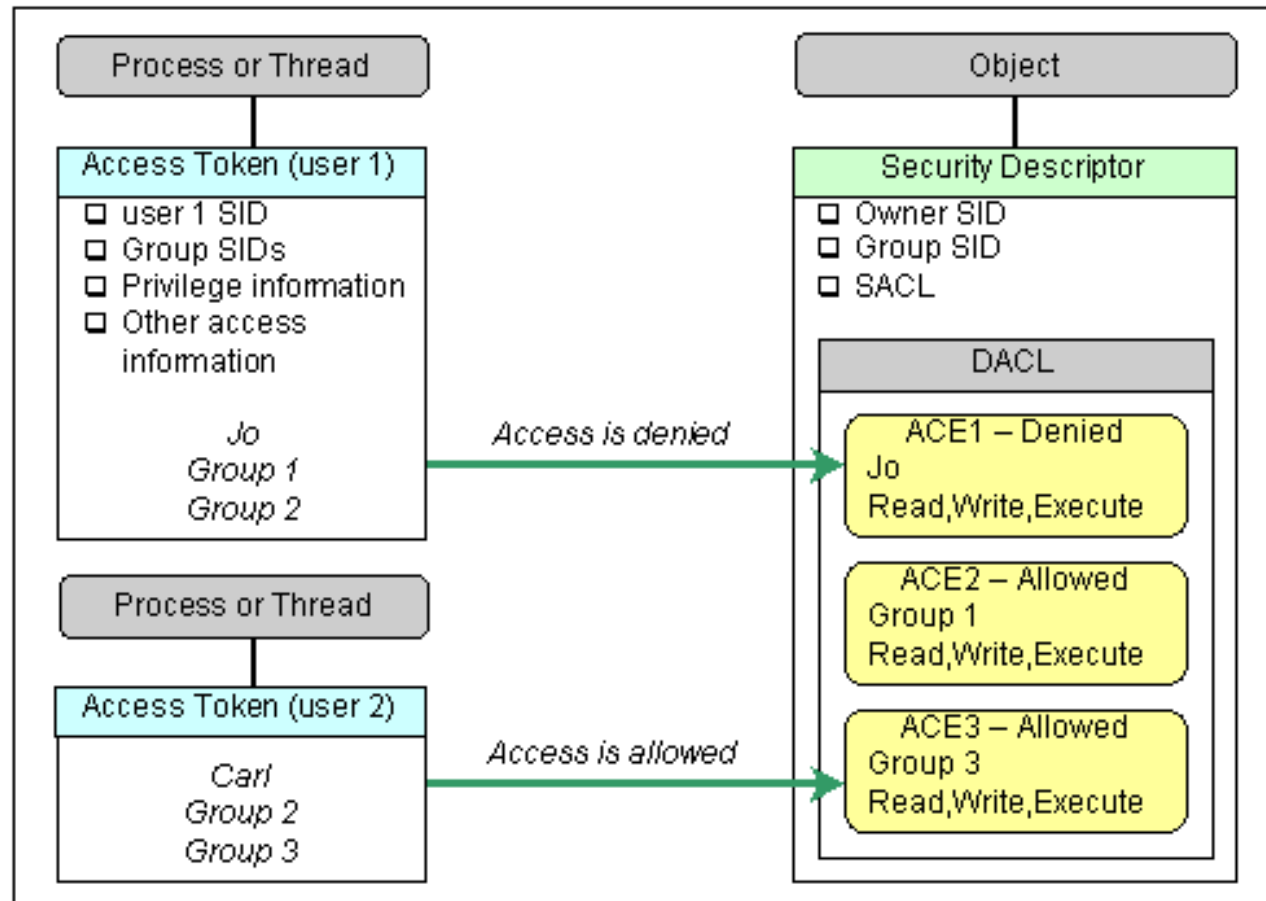 Process or Thread
Access Token (user 1)
user 1 SID
Group SIDs
Privilege information
Other access
information
Jo
Group 1
Group 2
Access is denied
Process or Thread
Access Token (user 2)
Carl
Group 2
Group 3
Access is allowed
Object
Security Descriptor
Owner SID
Group SID
SACL
DACL
ACE1 – Denied
Jo
Read,Write,Execute
ACE2 – Allowed
Group 1
Read,Write,Execute
ACE3 – Allowed
Group 3
Read,Write,Execute